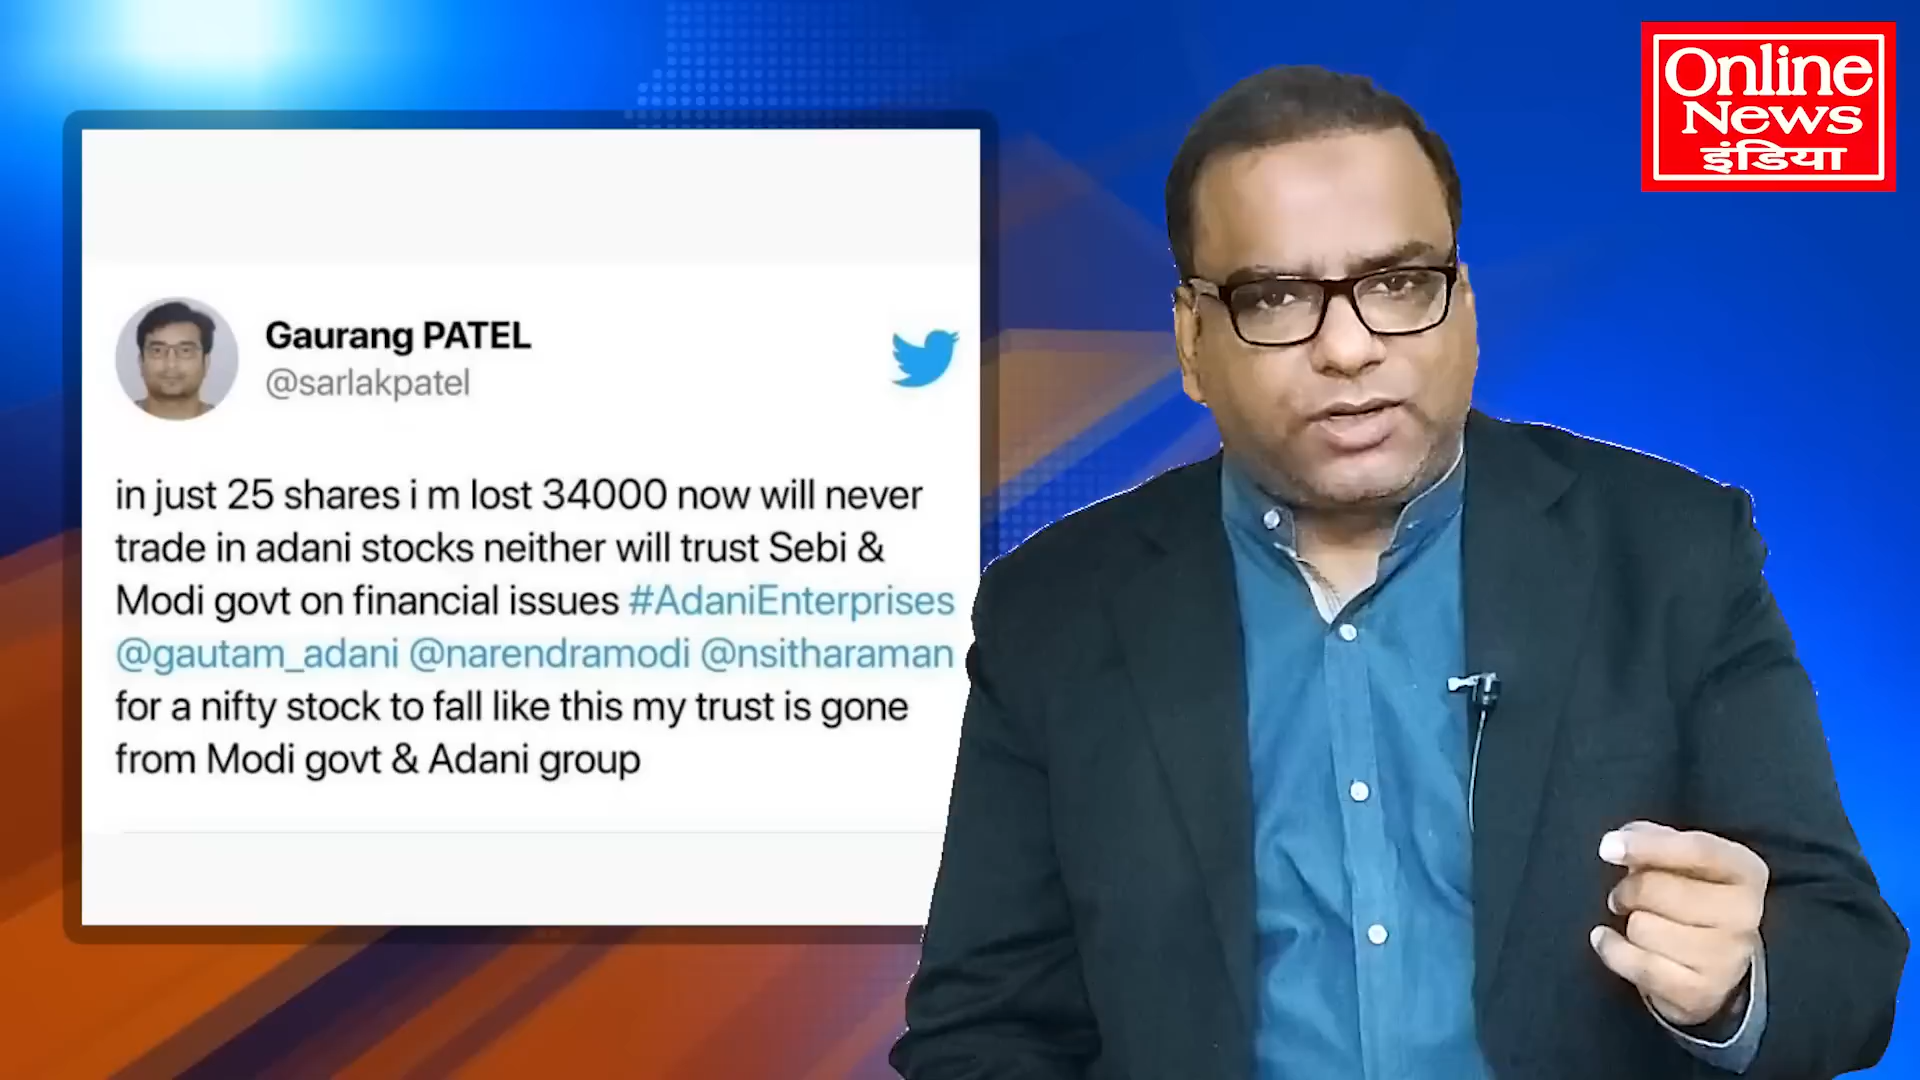 Gaurang PATEL
@sarlakpatel
in just 25 shares i m lost 34000 now will never
trade in adani stocks neither will trust Sebi &
Modi govt on financial issues #AdaniEnterprises
@gautam_adani @narendramodi @nsitharaman
for a nifty stock to fall like this my trust is gone
from Modi govt & Adani group
Online
News
इंडिया